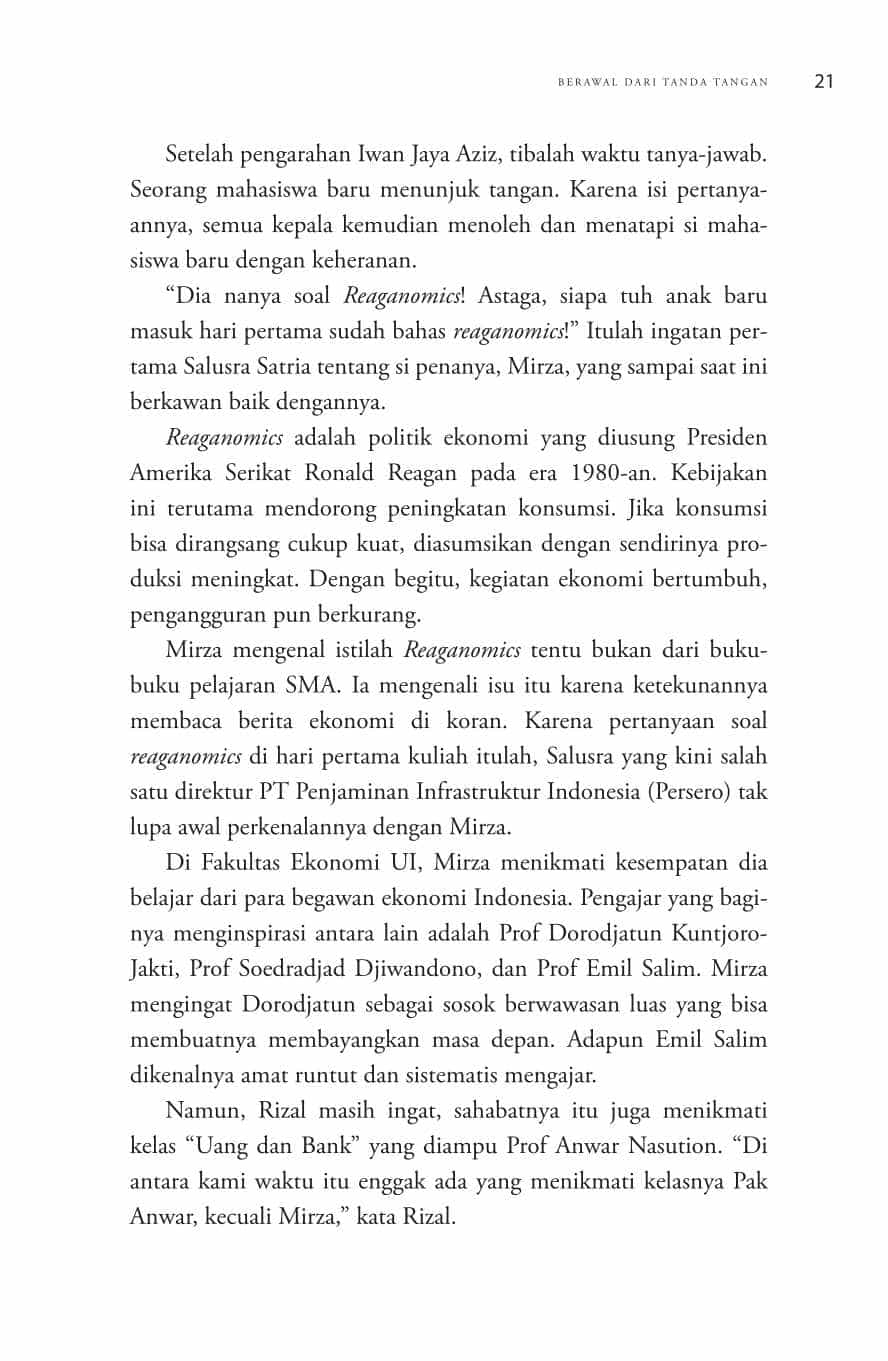 BERAWAL DARI TANDA TANGAN 21
Setelah pengarahan Iwan Jaya Aziz, tibalah waktu tanya-jawab.
Seorang mahasiswa baru menunjuk tangan. Karena isi pertanya-
annya, semua kepala kemudian menoleh dan menatapi si maha-
siswa baru dengan keheranan.
“Dia nanya soal Reaganomics! Astaga, siapa tuh anak baru
masuk hari pertama sudah bahas reaganomics!” Itulah ingatan per-
tama Salusra Satria tentang si penanya, Mirza, yang sampai saat ini
berkawan baik dengannya.
Reaganomics adalah politik ekonomi yang diusung Presiden
Amerika Serikat Ronald Reagan pada era 1980-an. Kebijakan
ini terutama mendorong peningkatan konsumsi. Jika konsumsi
bisa dirangsang cukup kuat, diasumsikan dengan sendirinya pro-
duksi meningkat. Dengan begitu, kegiatan ekonomi bertumbuh,
pengangguran pun berkurang.
Mirza mengenal istilah Reaganomics tentu bukan dari buku-
buku pelajaran SMA. Ia mengenali isu itu karena ketekunannya
membaca berita ekonomi di koran. Karena pertanyaan soal
reaganomics di hari pertama kuliah itulah, Salusra yang kini salah
satu direktur PT Penjaminan Infrastruktur Indonesia (Persero) tak
lupa awal perkenalannya dengan Mirza.
Di Fakultas Ekonomi UI, Mirza menikmati kesempatan dia
belajar dari para begawan ekonomi Indonesia. Pengajar yang bagi-
nya menginspirasi antara lain adalah Prof Dorodjatun Kuntjoro-
Jakti, Prof Soedradjad Djiwandono, dan Prof Emil Salim. Mirza
mengingat Dorodjatun sebagai sosok berwawasan luas yang bisa
membuatnya membayangkan masa depan. Adapun Emil Salim
dikenalnya amat runtut dan sistematis mengajar.
Namun, Rizal masih ingat, sahabatnya itu juga menikmati
kelas “Uang dan Bank” yang diampu Prof Anwar Nasution. “Di
antara kami waktu itu enggak ada yang menikmati kelasnya Pak
Anwar, kecuali Mirza,” kata Rizal.